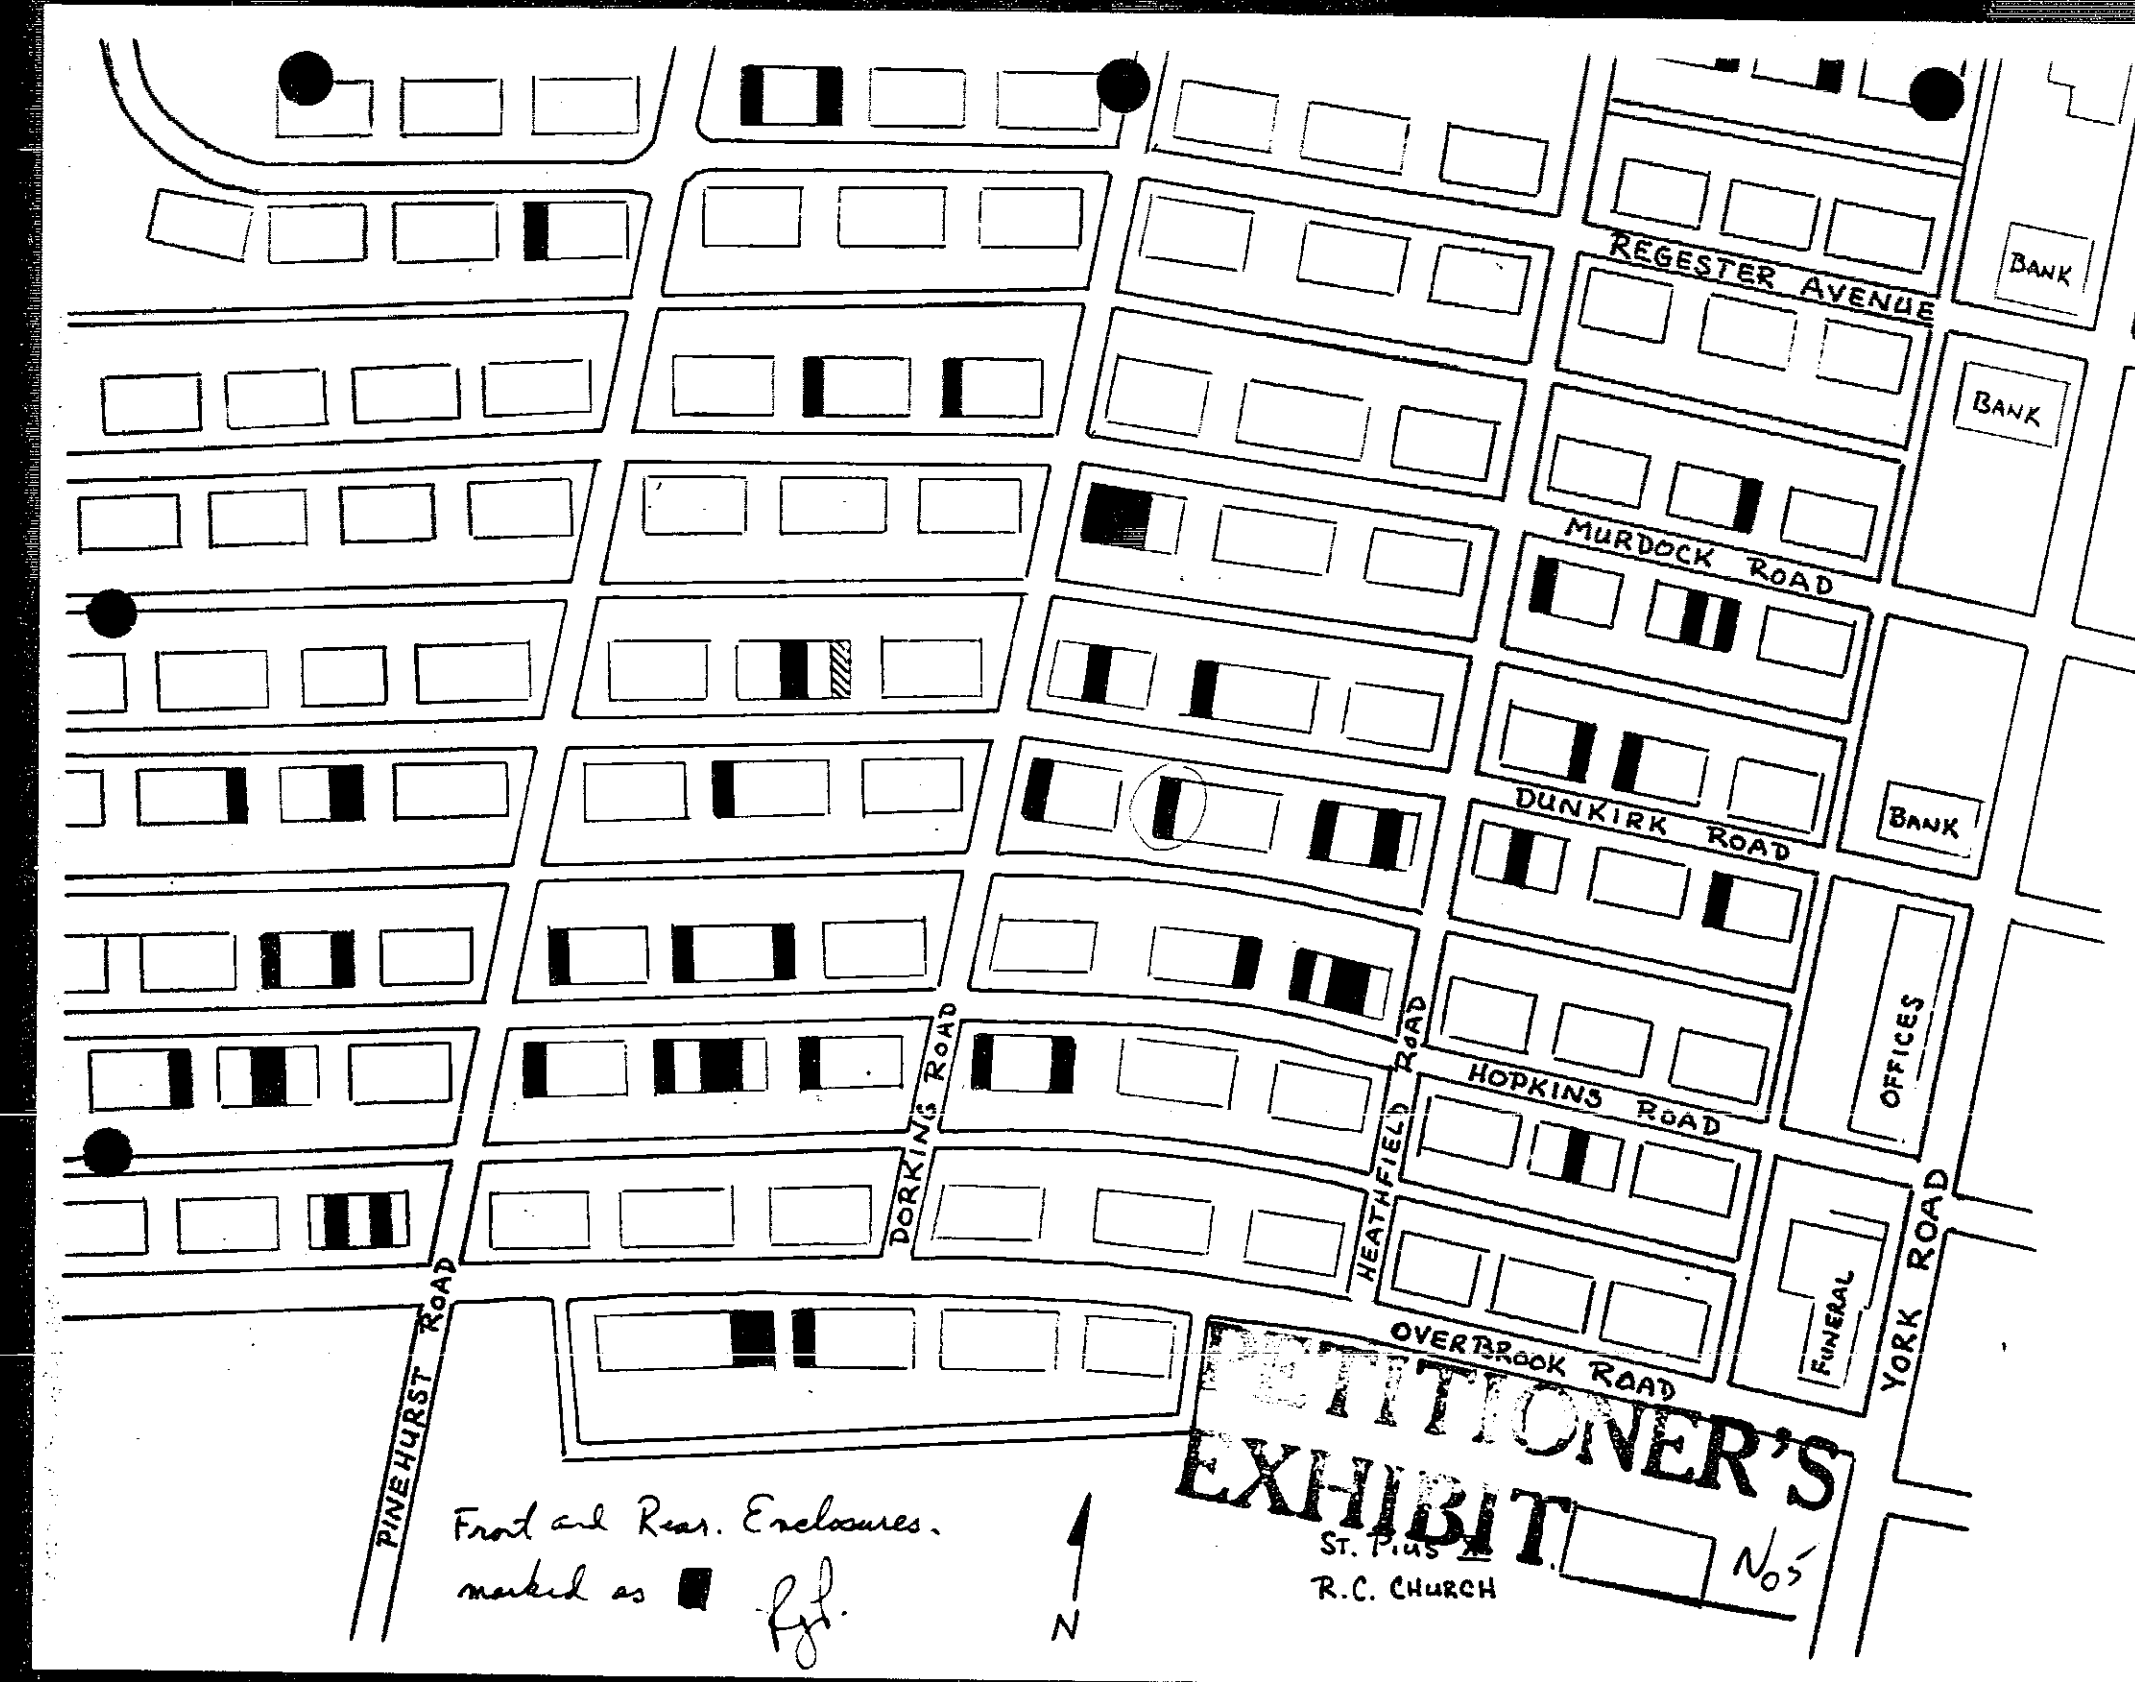 REGESTER AVENUE
BANK
BANK
MURDOCK ROAD
DUNKIRK ROAD
BANK
OFFICES
HOPKINS ROAD
DORKING ROAD
HEATHFIELD ROAD
YORK ROAD
FUNERAL
OVERBROOK ROAD
PINEHURST ROAD
PETITIONER'S
EXHIBIT
Front and Rear. Enclosures.
marked as
N
ST. PIUS X
R.C. CHURCH
No 5